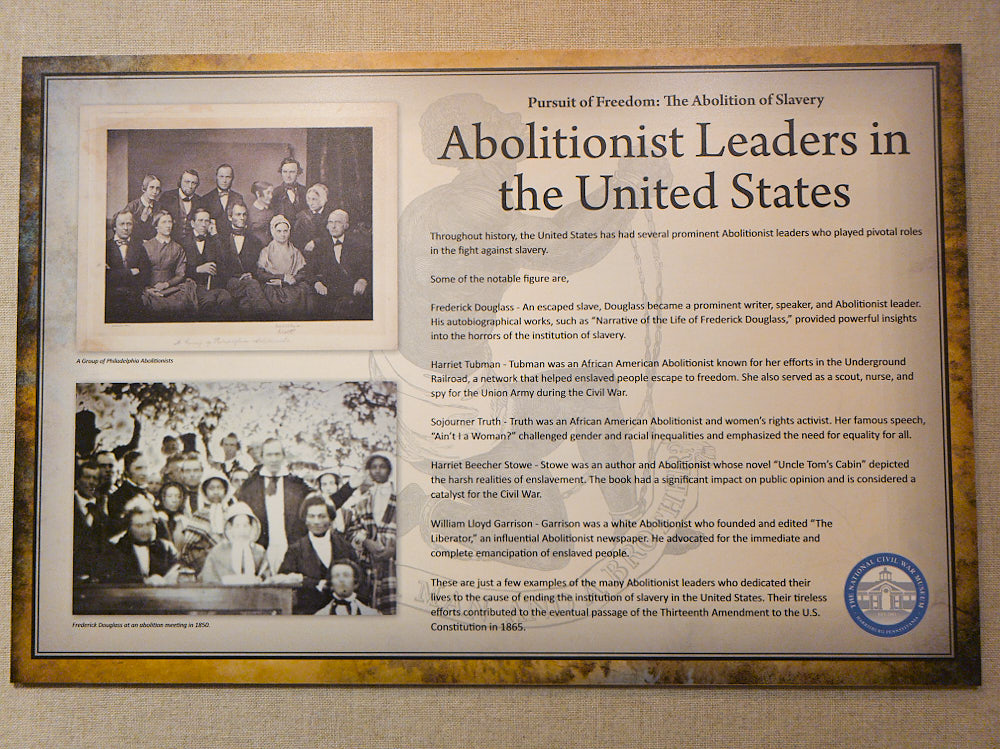 Pursuit of Freedom: The Abolition of Slavery
Abolitionist Leaders in
the United States
Throughout history, the United States has had several prominent Abolitionist leaders who played pivotal roles
in the fight against slavery.
Some of the notable figure are,
Frederick Douglass - An escaped slave, Douglass became a prominent writer, speaker, and Abolitionist leader.
His autobiographical works, such as “Narrative of the Life of Frederick Douglass,” provided powerful insights
into the horrors of the institution of slavery.
Harriet Tubman - Tubman was an African American Abolitionist known for her efforts in the Underground
Railroad, a network that helped enslaved people escape to freedom. She also served as a scout, nurse, and
spy for the Union Army during the Civil War.
Sojourner Truth - Truth was an African American Abolitionist and women’s rights activist. Her famous speech,
“Ain’t I a Woman?” challenged gender and racial inequalities and emphasized the need for equality for all.
Harriet Beecher Stowe - Stowe was an author and Abolitionist whose novel “Uncle Tom’s Cabin” depicted
the harsh realities of enslavement. The book had a significant impact on public opinion and is considered a
catalyst for the Civil War.
William Lloyd Garrison - Garrison was a white Abolitionist who founded and edited “The
Liberator,” an influential Abolitionist newspaper. He advocated for the immediate and
complete emancipation of enslaved people.
These are just a few examples of the many Abolitionist leaders who dedicated their
lives to the cause of ending the institution of slavery in the United States. Their tireless
efforts contributed to the eventual passage of the Thirteenth Amendment to the U.S.
Constitution in 1865.
A Group of Philadelphia Abolitionists
Frederick Douglass at an abolition meeting in 1850.
THE NATIONAL CIVIL WAR MUSEUM
HARRISBURG PENNSYLVANIA